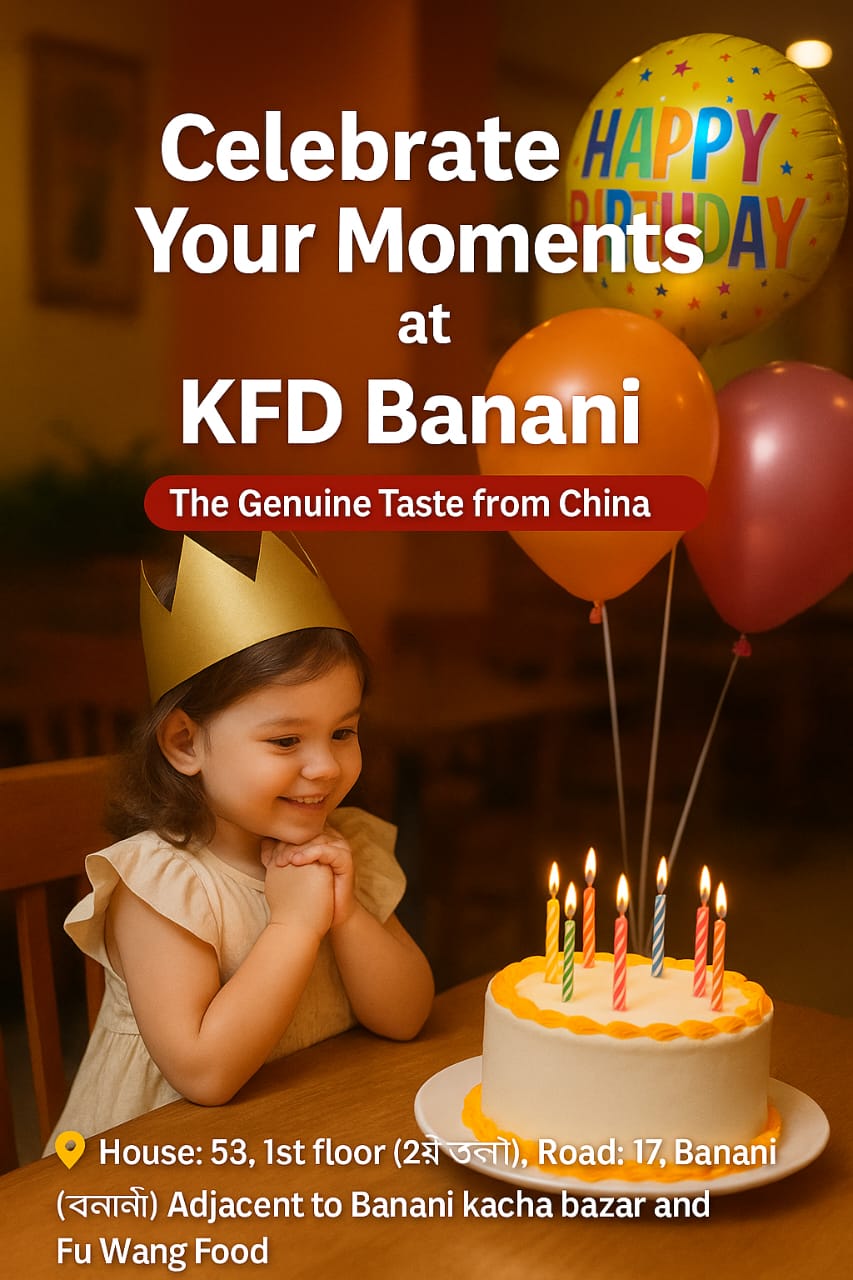 HAPPY
BIRTHDAY
Celebrate
Your Moments
at
KFD Banani
The Genuine Taste from China
House: 53, 1st floor (2য় তলা), Road: 17, Banani
(বনানী) Adjacent to Banani kacha bazar and
Fu Wang Food